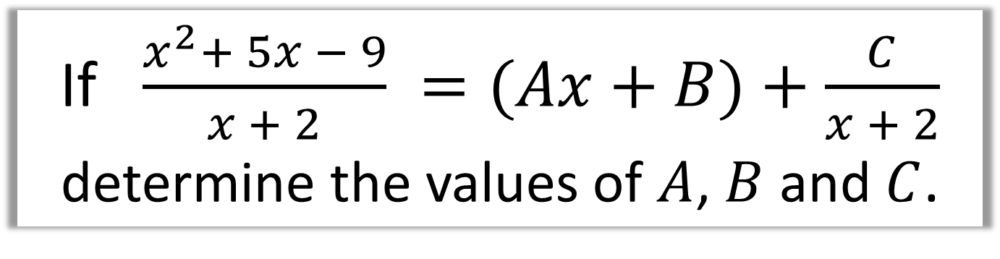 If (x² + 5x − 9)/(x + 2) = (Ax + B) + C/(x + 2)
determine the values of A, B and C.